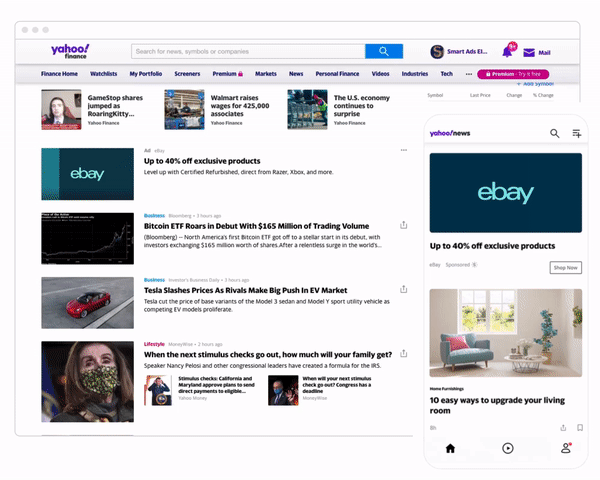 yahoo!
finance
Search for news, symbols or companies
Smart Ads El...
9+
Mail
Finance Home Watchlists My Portfolio Screeners Premium Markets News Personal Finance Videos Industries Tech ...
Premium - Try it free
+ Add Symbol
Symbol Last Price Change % Change
GameStop shares
jumped as
RoaringKitty...
Yahoo Finance
Walmart raises
wages for 425,000
associates
Yahoo Finance
The U.S. economy
continues to
surprise
Yahoo Finance
ebay
Ad eBay
Up to 40% off exclusive products
Level up with Certified Refurbished, direct from Razer, Xbox, and more.
Business Bloomberg • 3 hours ago
Bitcoin ETF Roars in Debut With $165 Million of Trading Volume
(Bloomberg) -- North America's first Bitcoin ETF got off to a stellar start in its debut, with
investors exchanging $165 million worth of shares.After a relentless surge in the world's...
Business Investor's Business Daily • 3 hours ago
Tesla Slashes Prices As Rivals Make Big Push In EV Market
Tesla cut the price of base variants of the Model 3 sedan and Model Y sport utility vehicle as
competing EV models proliferate.
Lifestyle MoneyWise • 2 hours ago
When the next stimulus checks go out, how much will your family get?
Speaker Nancy Pelosi and other congressional leaders have created a formula for the IRS.
Stimulus checks: California and
Maryland approve plans to send
direct payments to eligible...
Yahoo Money
When will your next stimulus
check go out? Congress has a
deadline
MoneyWise
yahoo!news
ebay
Up to 40% off exclusive products
eBay Sponsored
Shop Now
Home Furnishings
10 easy ways to upgrade your living
room
8h